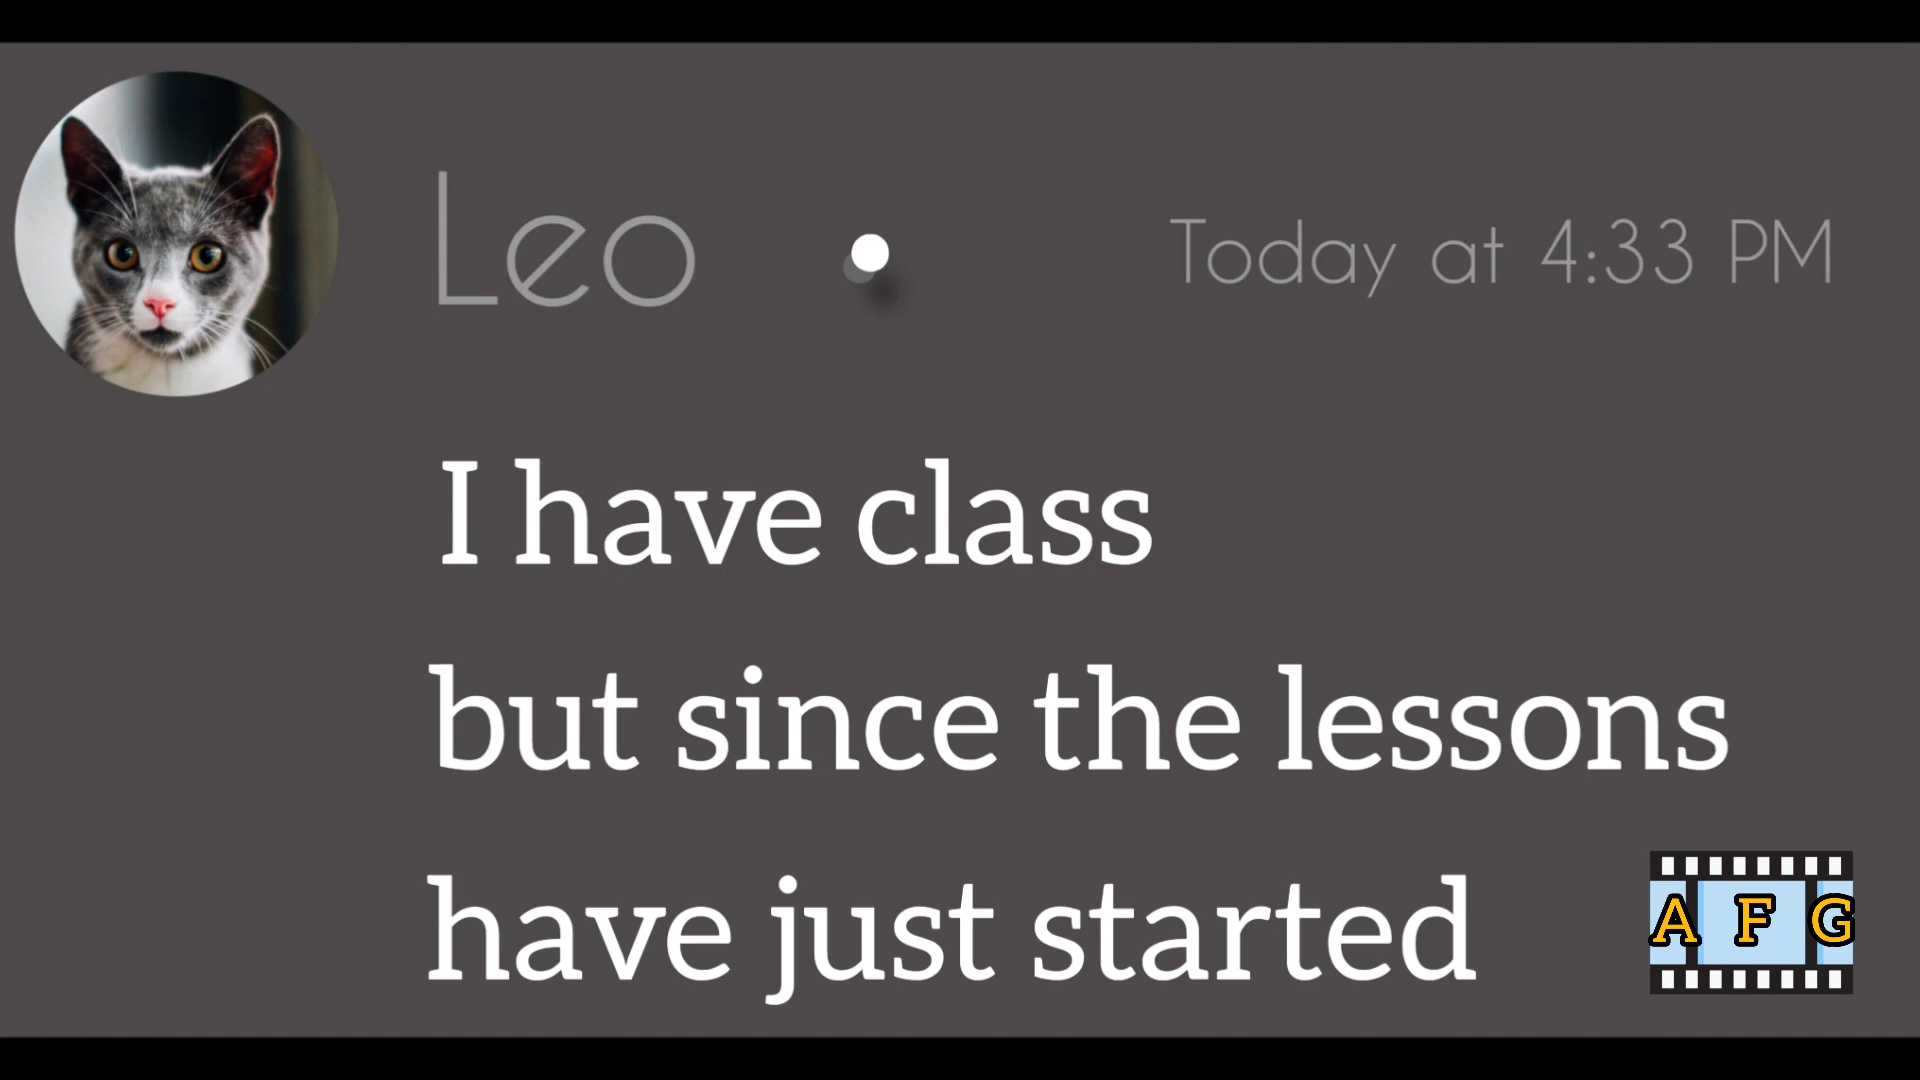 Leo
Today at 4:33 PM
I have class
but since the lessons
have just started
A F G